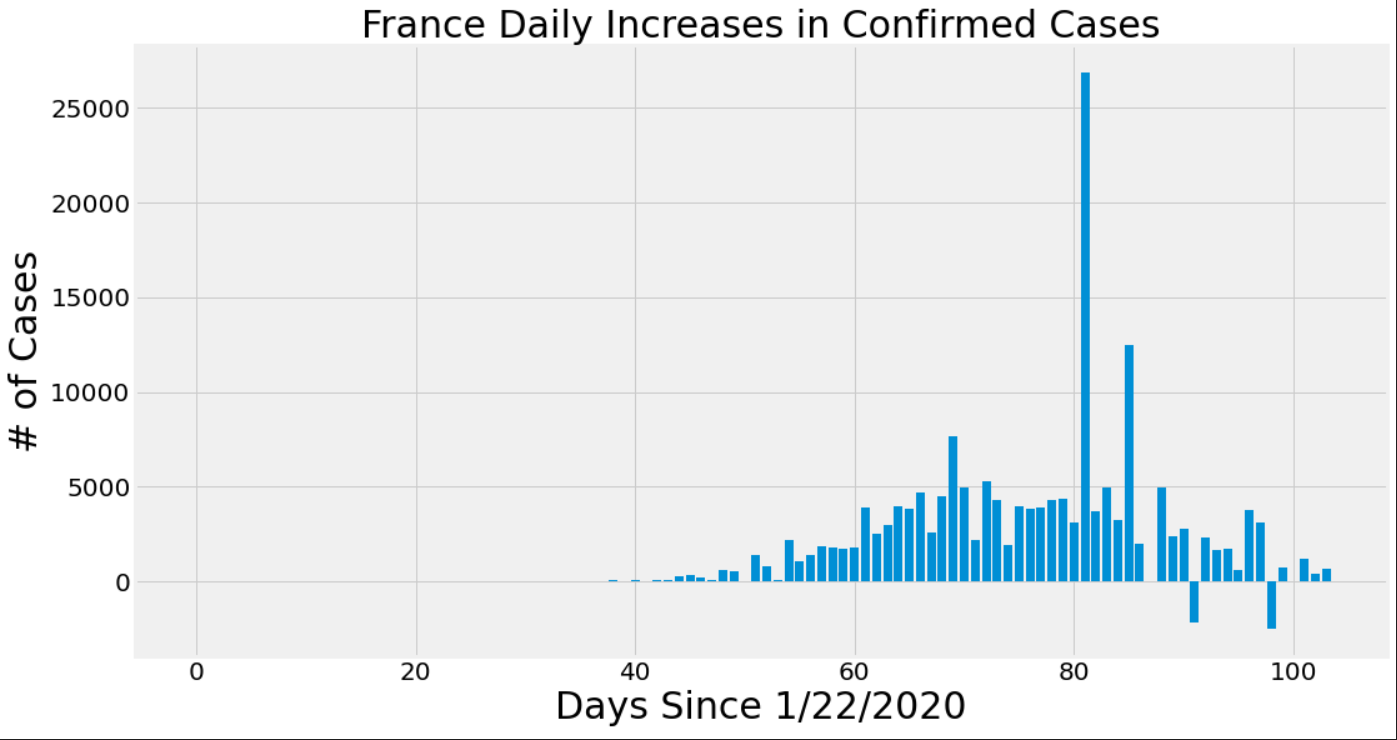 France Daily Increases in Confirmed Cases
# of Cases
25000
20000
15000
10000
5000
0
0 20 40 60 80 100
Days Since 1/22/2020